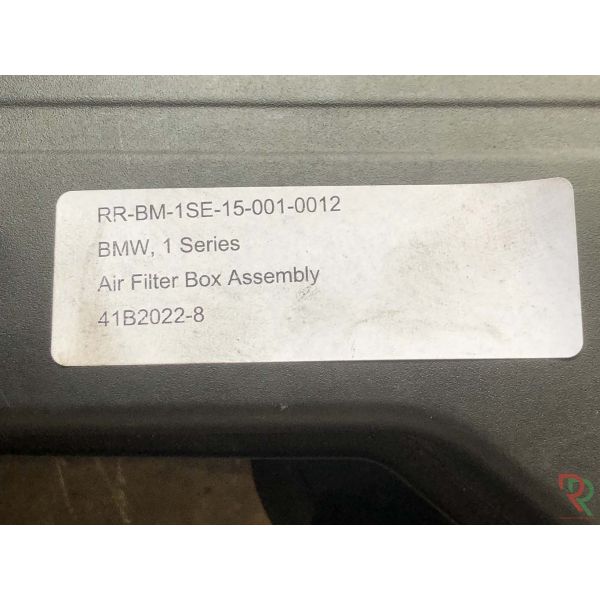 RR-BM-1SE-15-001-0012
BMW, 1 Series
Air Filter Box Assembly
41B2022-8